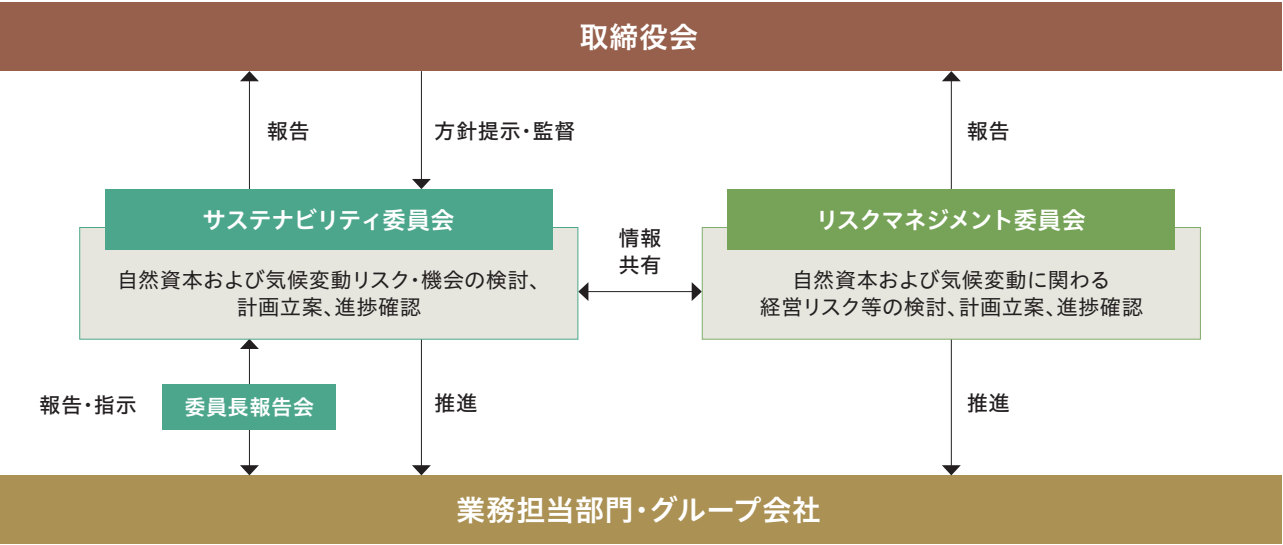 取締役会
報告
方針提示・監督
報告
サステナビリティ委員会
リスクマネジメント委員会
情報
共有
自然資本および気候変動リスク・機会の検討、
計画立案、進捗確認
自然資本および気候変動に関わる
経営リスク等の検討、計画立案、進捗確認
報告・指示
委員長報告会
推進
推進
業務担当部門・グループ会社